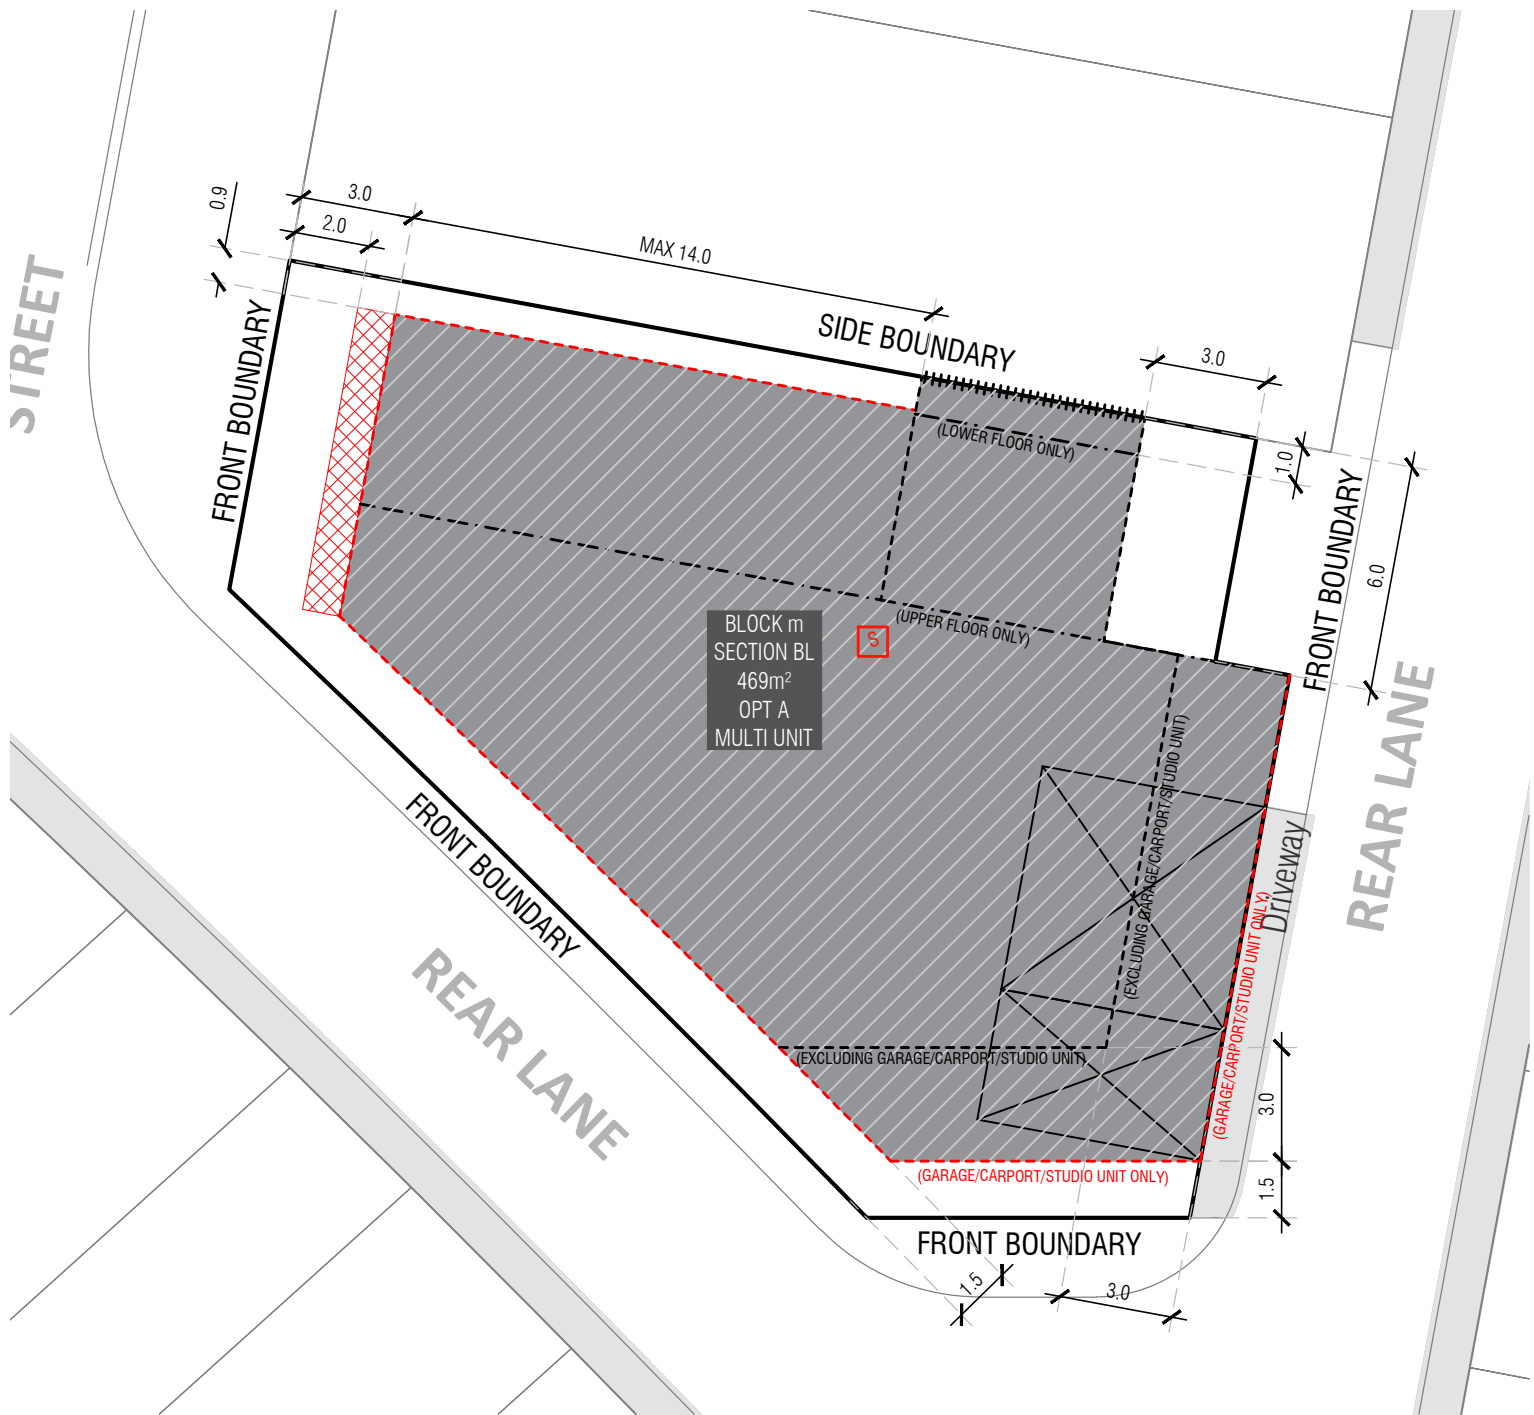 0.9
3.0
2.0
MAX 14.0
STREET
SIDE BOUNDARY
3.0
FRONT BOUNDARY
(LOWER FLOOR ONLY)
1.0
FRONT BOUNDARY
6.0
(UPPER FLOOR ONLY)
BLOCK m
SECTION BL
469m²
OPT A
MULTI UNIT
S
REAR LANE
(EXCLUDING GARAGE/CARPORT/STUDIO UNIT)
Driveway
FRONT BOUNDARY
(GARAGE/CARPORT/STUDIO UNIT ONLY)
REAR LANE
(EXCLUDING GARAGE/CARPORT/STUDIO UNIT)
3.0
(GARAGE/CARPORT/STUDIO UNIT ONLY)
1.5
FRONT BOUNDARY
1.5
3.0